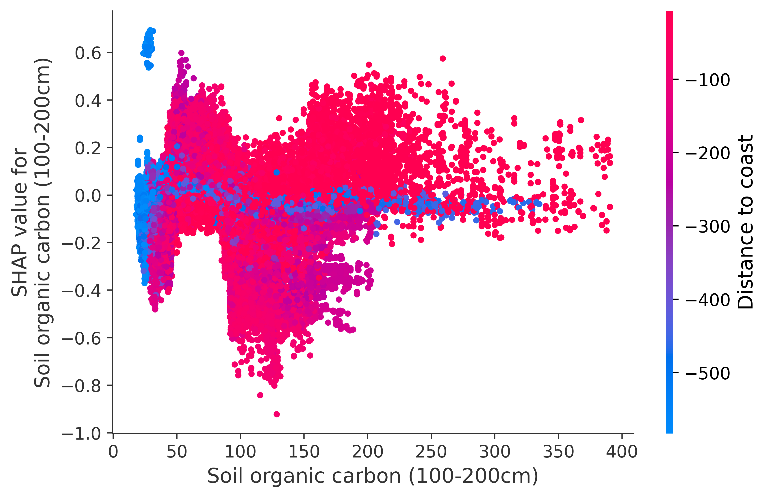 SHAP value for
Soil organic carbon (100-200cm)
0.6
0.4
0.2
0.0
−0.2
−0.4
−0.6
−0.8
−1.0
0 50 100 150 200 250 300 350 400
Soil organic carbon (100-200cm)
−100
−200
−300
−400
−500
Distance to coast